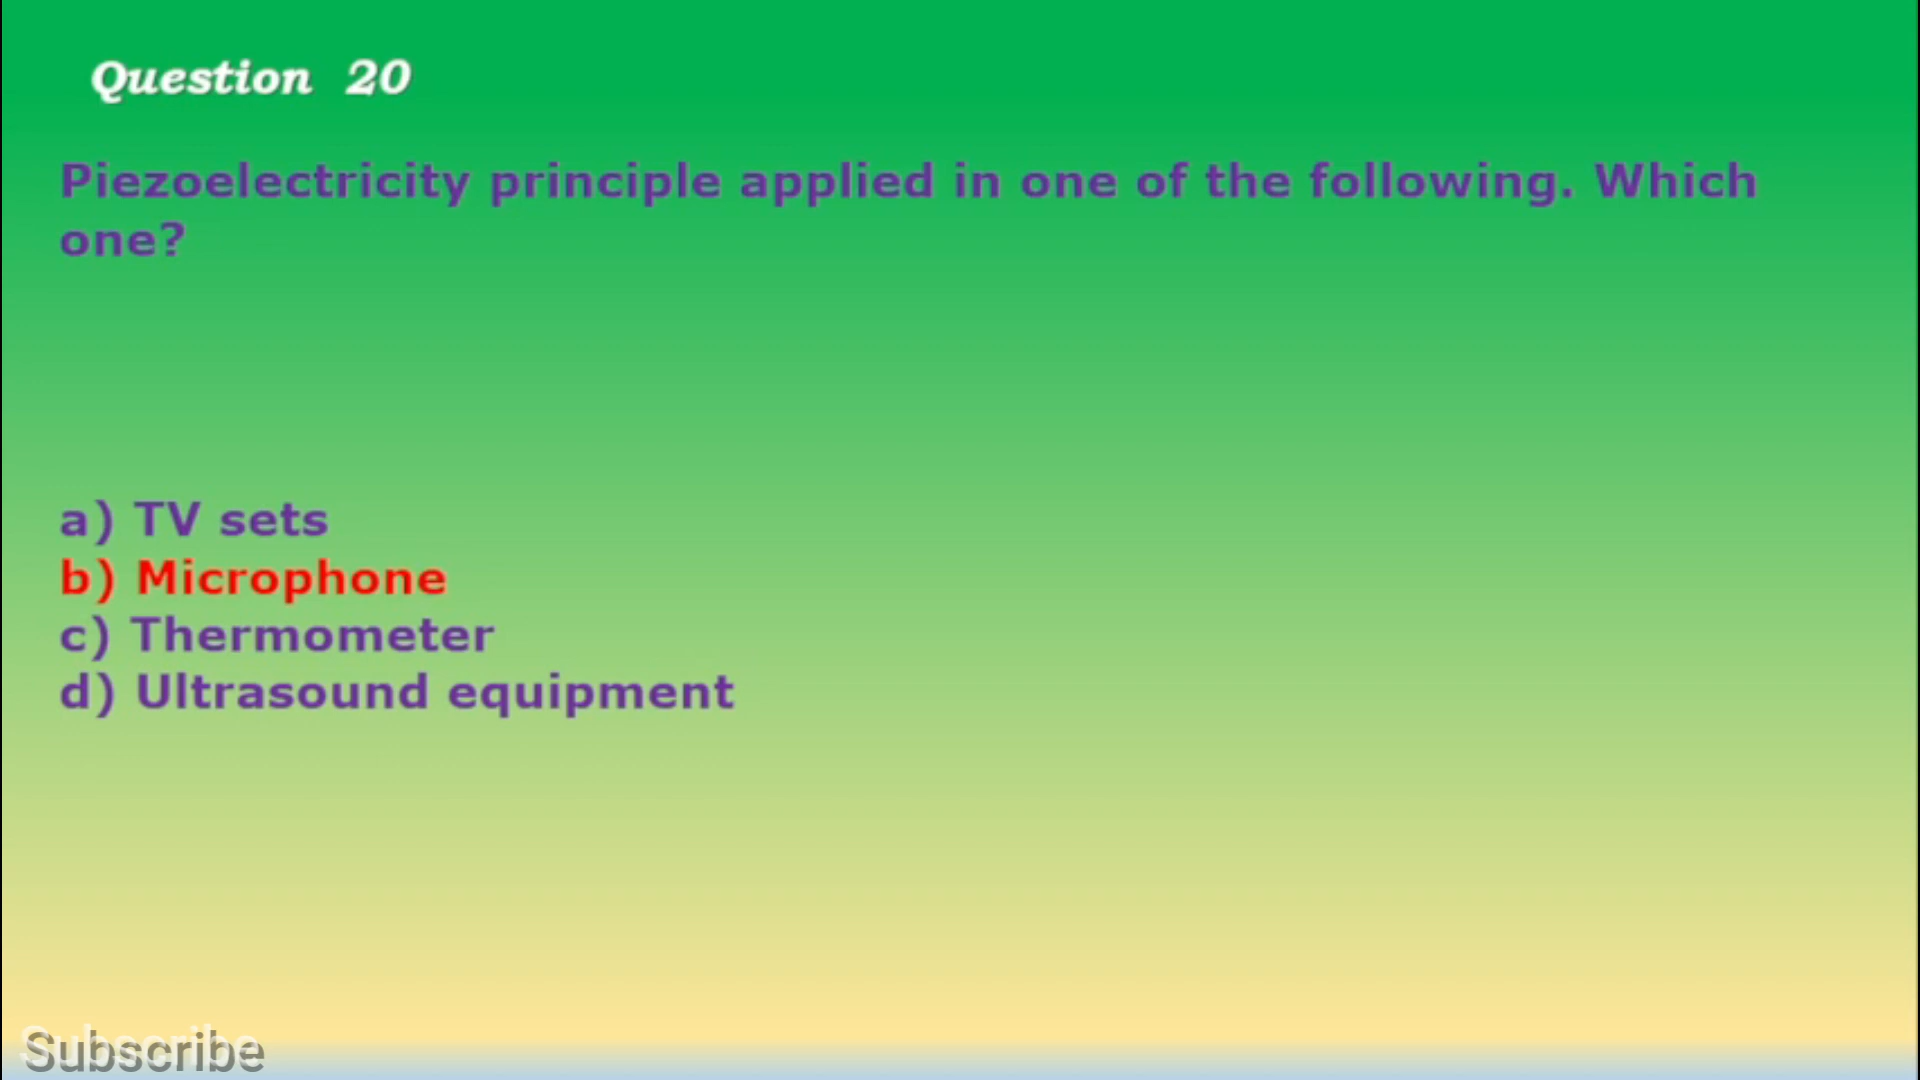 Question 20
Piezoelectricity principle applied in one of the following. Which
one?
a) TV sets
b) Microphone
c) Thermometer
d) Ultrasound equipment
Subscribe